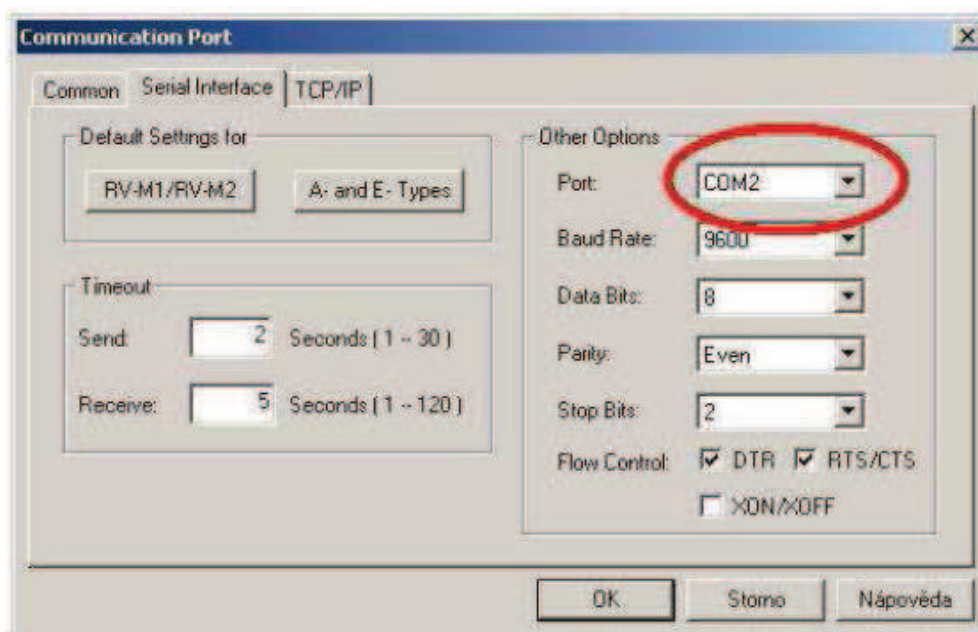 Communication Port
Common Serial Interface TCP/IP
Default Settings for
RV-M1/RV-M2 A- and E- Types
Timeout
Send: 2 Seconds ( 1 -- 30 )
Receive: 5 Seconds ( 1 -- 120 )
Other Options
Port: COM2
Baud Rate: 9600
Data Bits: 8
Parity: Even
Stop Bits: 2
Flow Control: DTR RTS/CTS
XON/XOFF
OK Storno Nápověda